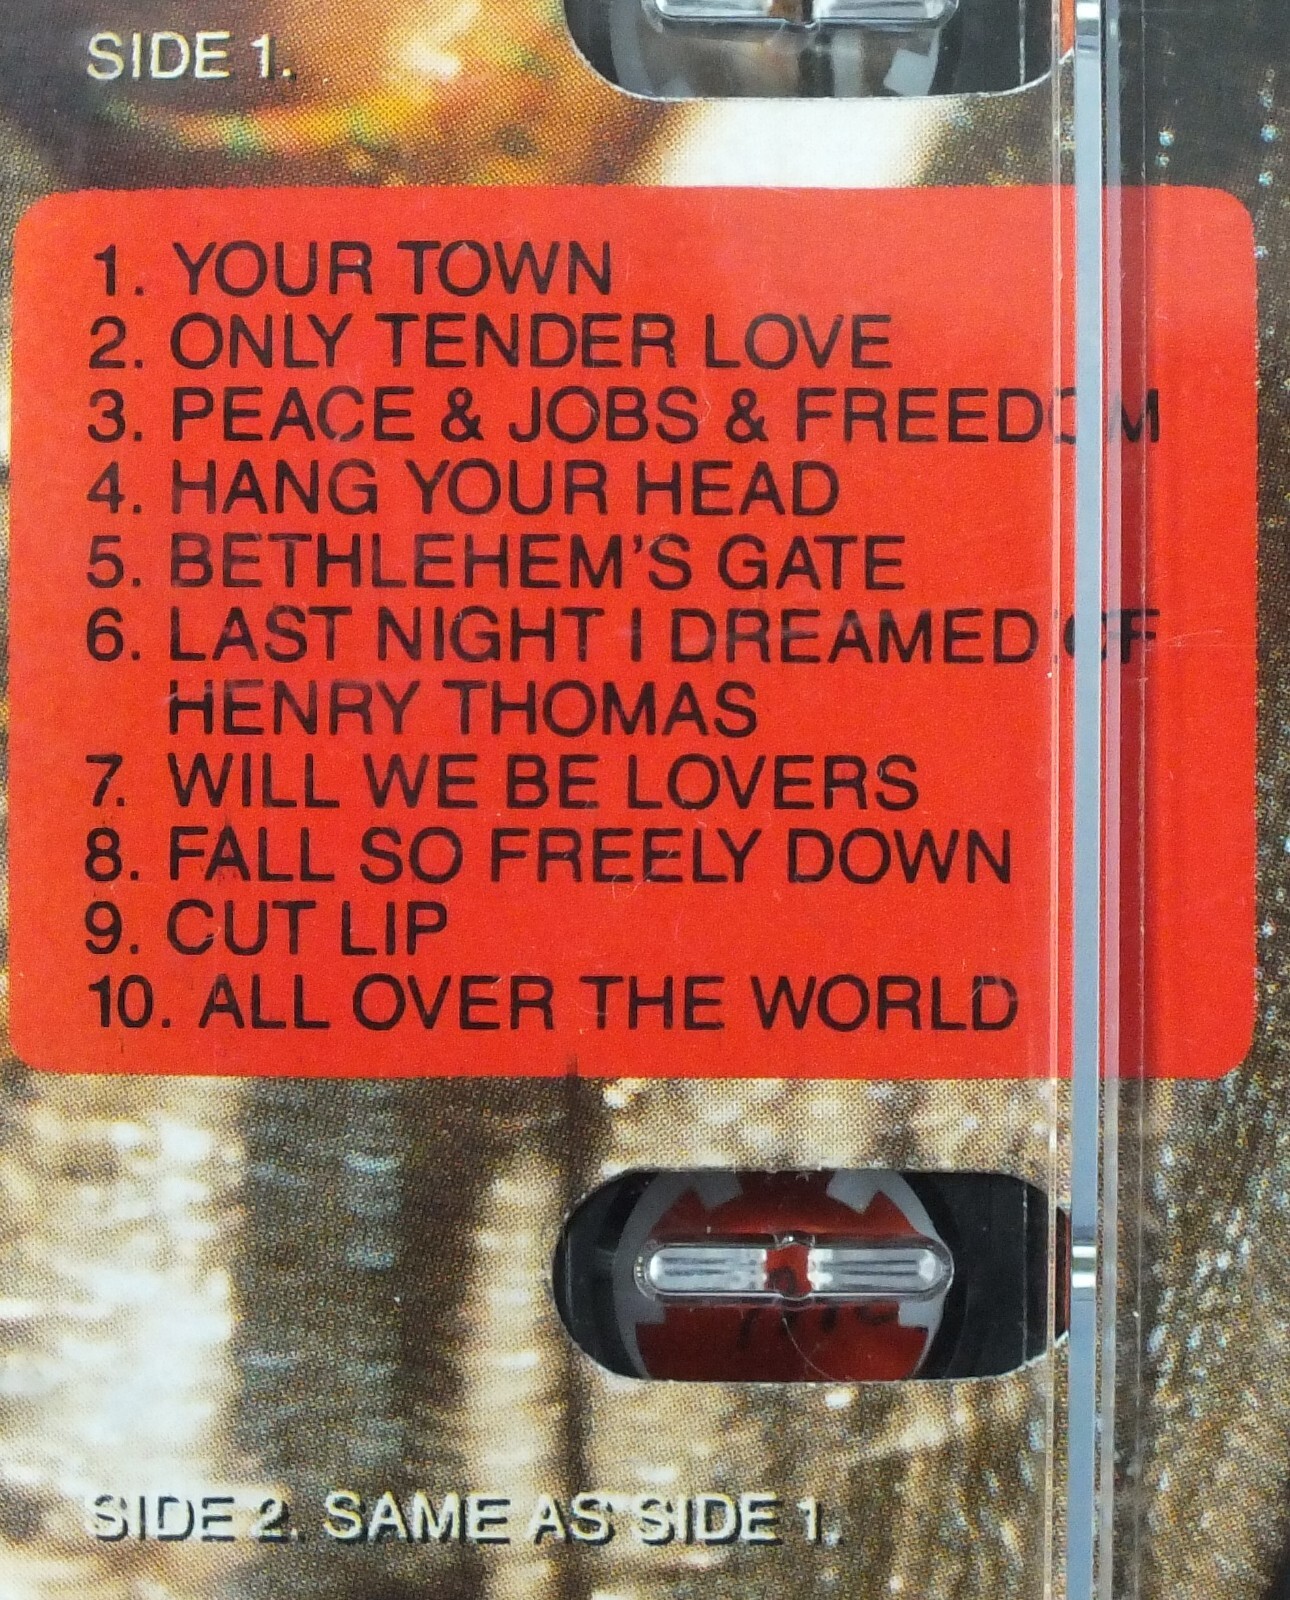 SIDE 1.
1. YOUR TOWN
2. ONLY TENDER LOVE
3. PEACE & JOBS & FREEDOM
4. HANG YOUR HEAD
5. BETHLEHEM'S GATE
6. LAST NIGHT I DREAMED OF
HENRY THOMAS
7. WILL WE BE LOVERS
8. FALL SO FREELY DOWN
9. CUT LIP
10. ALL OVER THE WORLD
SIDE 2. SAME AS SIDE 1.